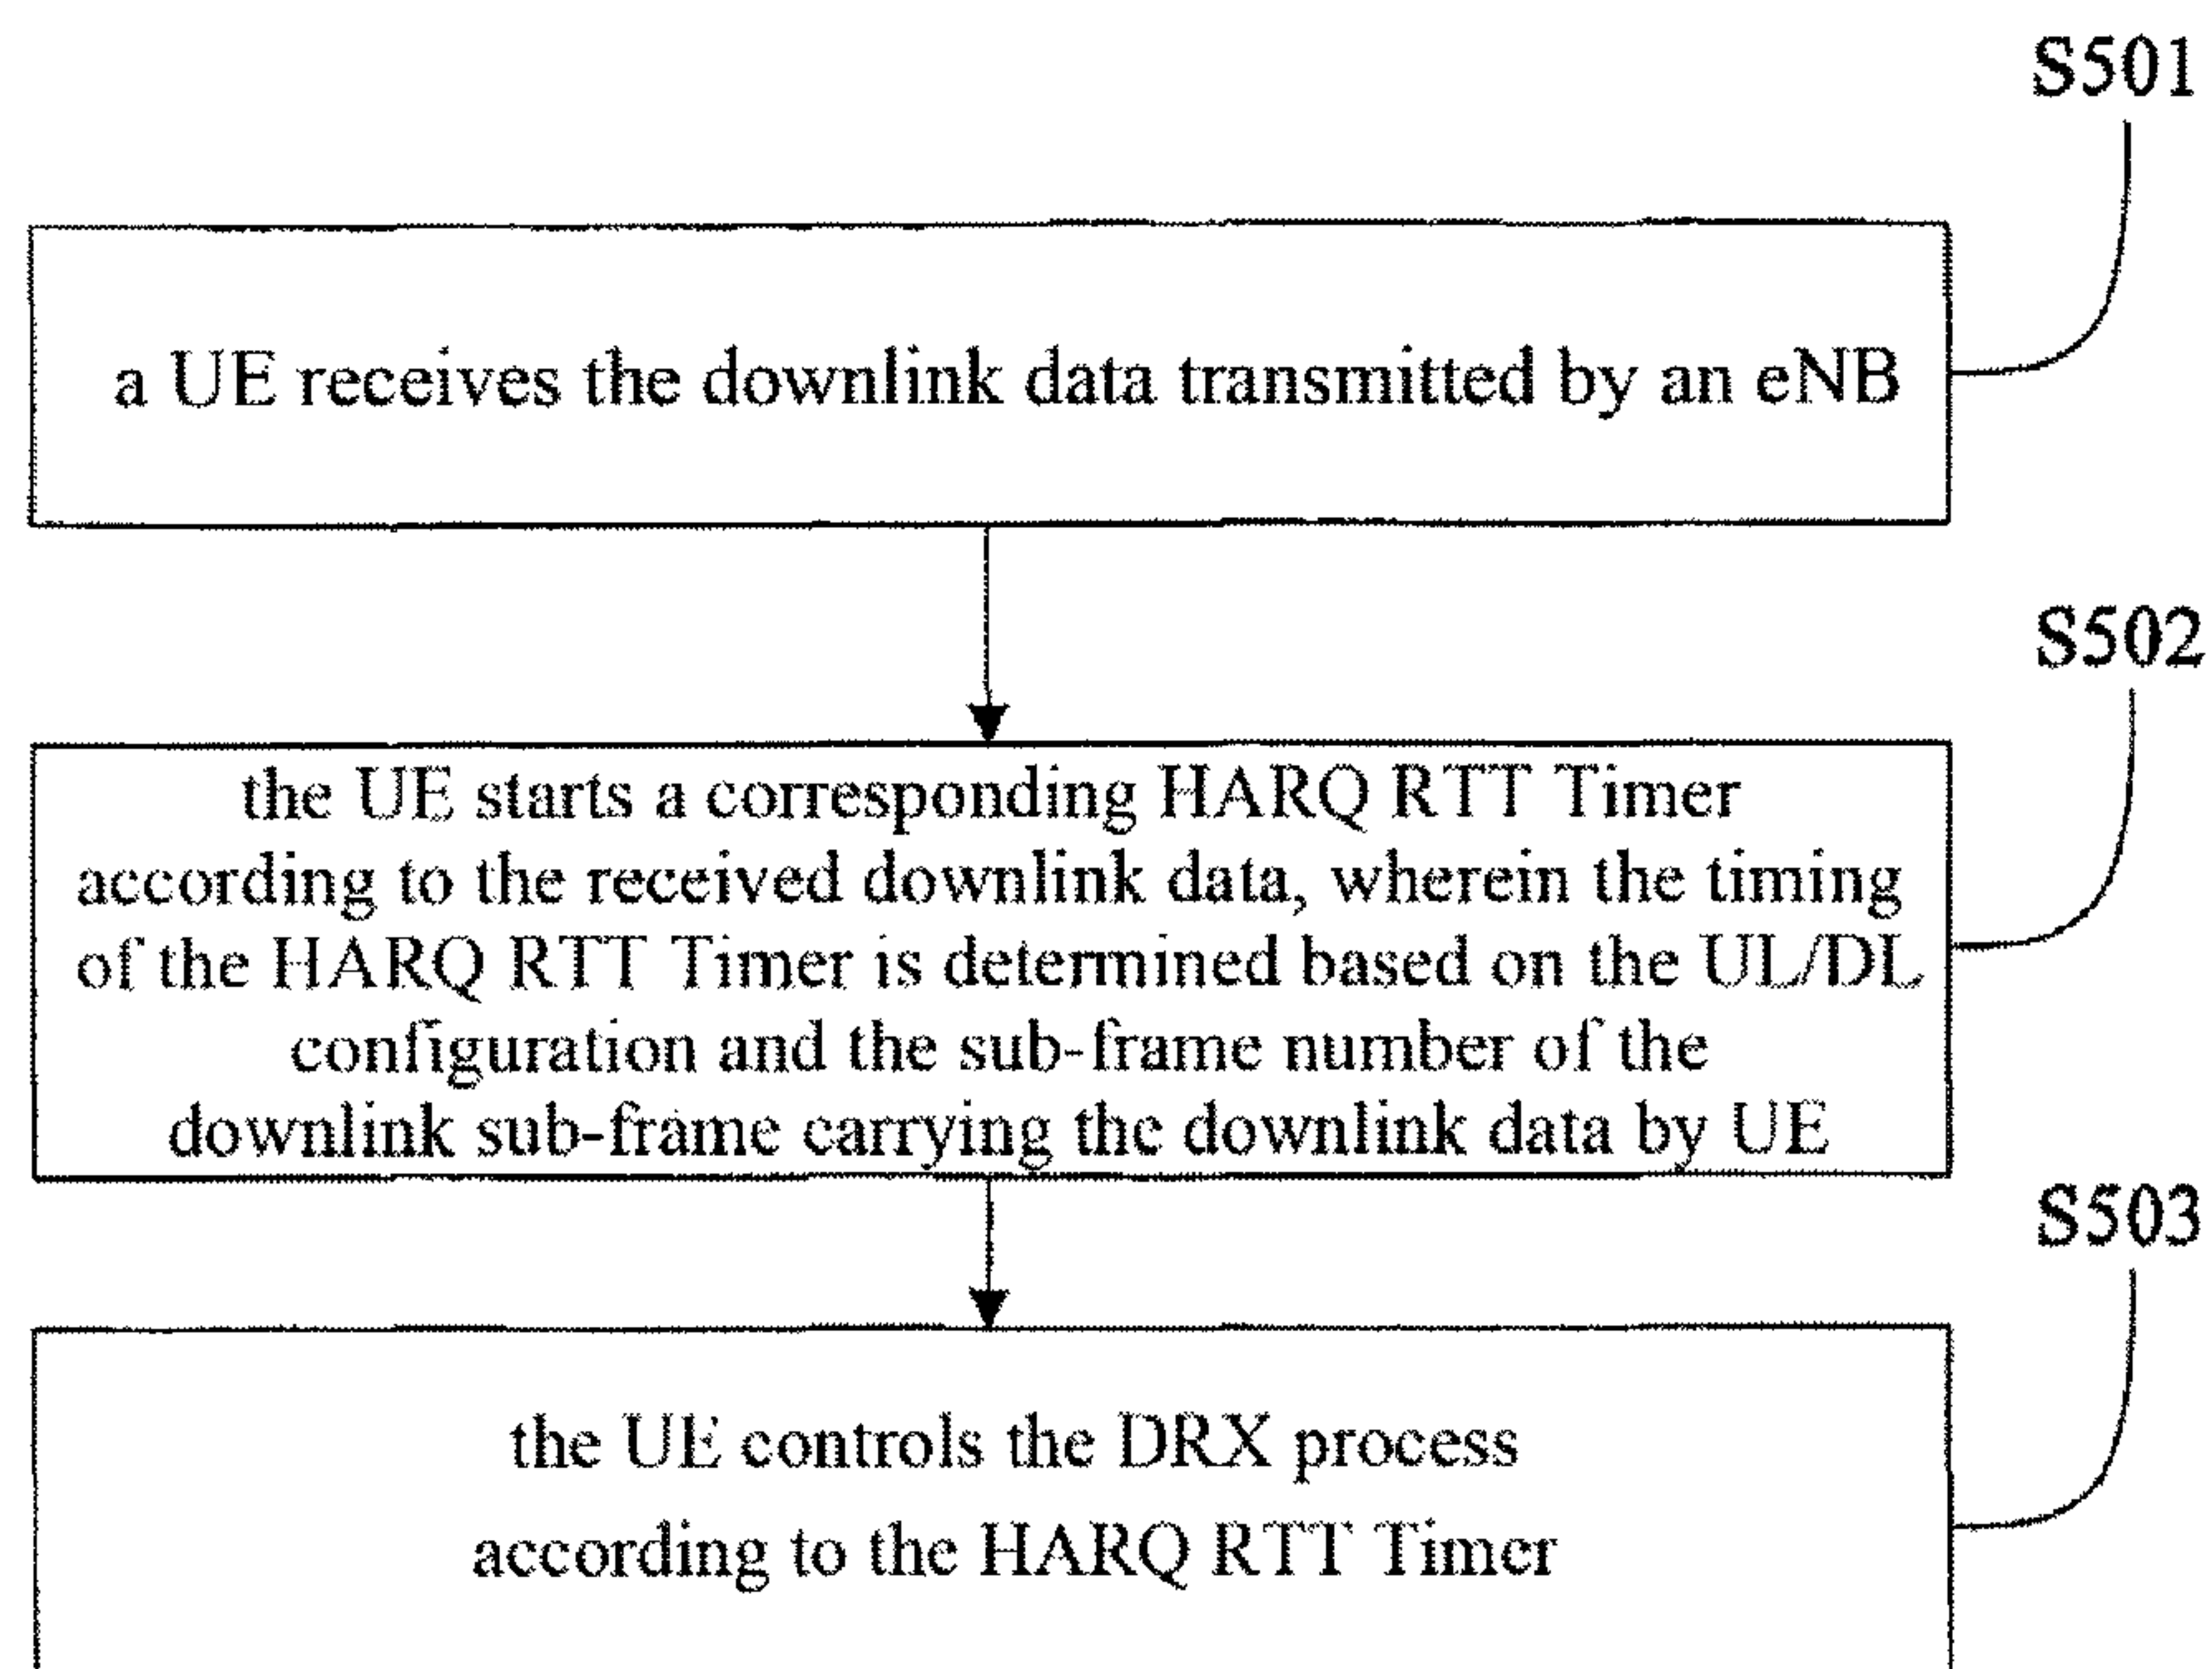 S501
a UE receives the downlink data transmitted by an eNB
S502
the UE starts a corresponding HARQ RTT Timer
according to the received downlink data, wherein the timing
of the HARQ RTT Timer is determined based on the UL/DL
configuration and the sub-frame number of the
downlink sub-frame carrying the downlink data by UE
S503
the UE controls the DRX process
according to the HARQ RTT Timer